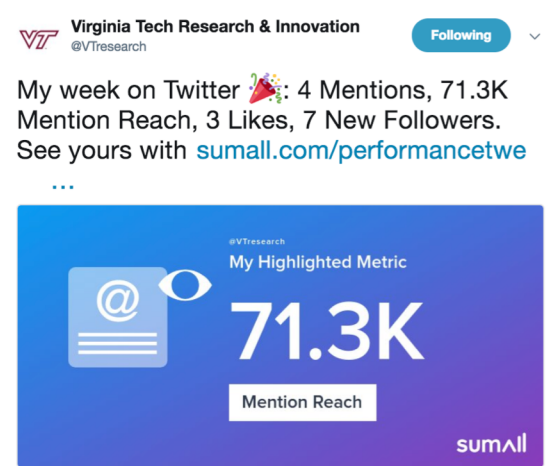 Virginia Tech Research & Innovation
@VTresearch
Following
My week on Twitter 🎉: 4 Mentions, 71.3K
Mention Reach, 3 Likes, 7 New Followers.
See yours with sumall.com/performancetwe
...
@VTresearch
My Highlighted Metric
@
71.3K
Mention Reach
sumall